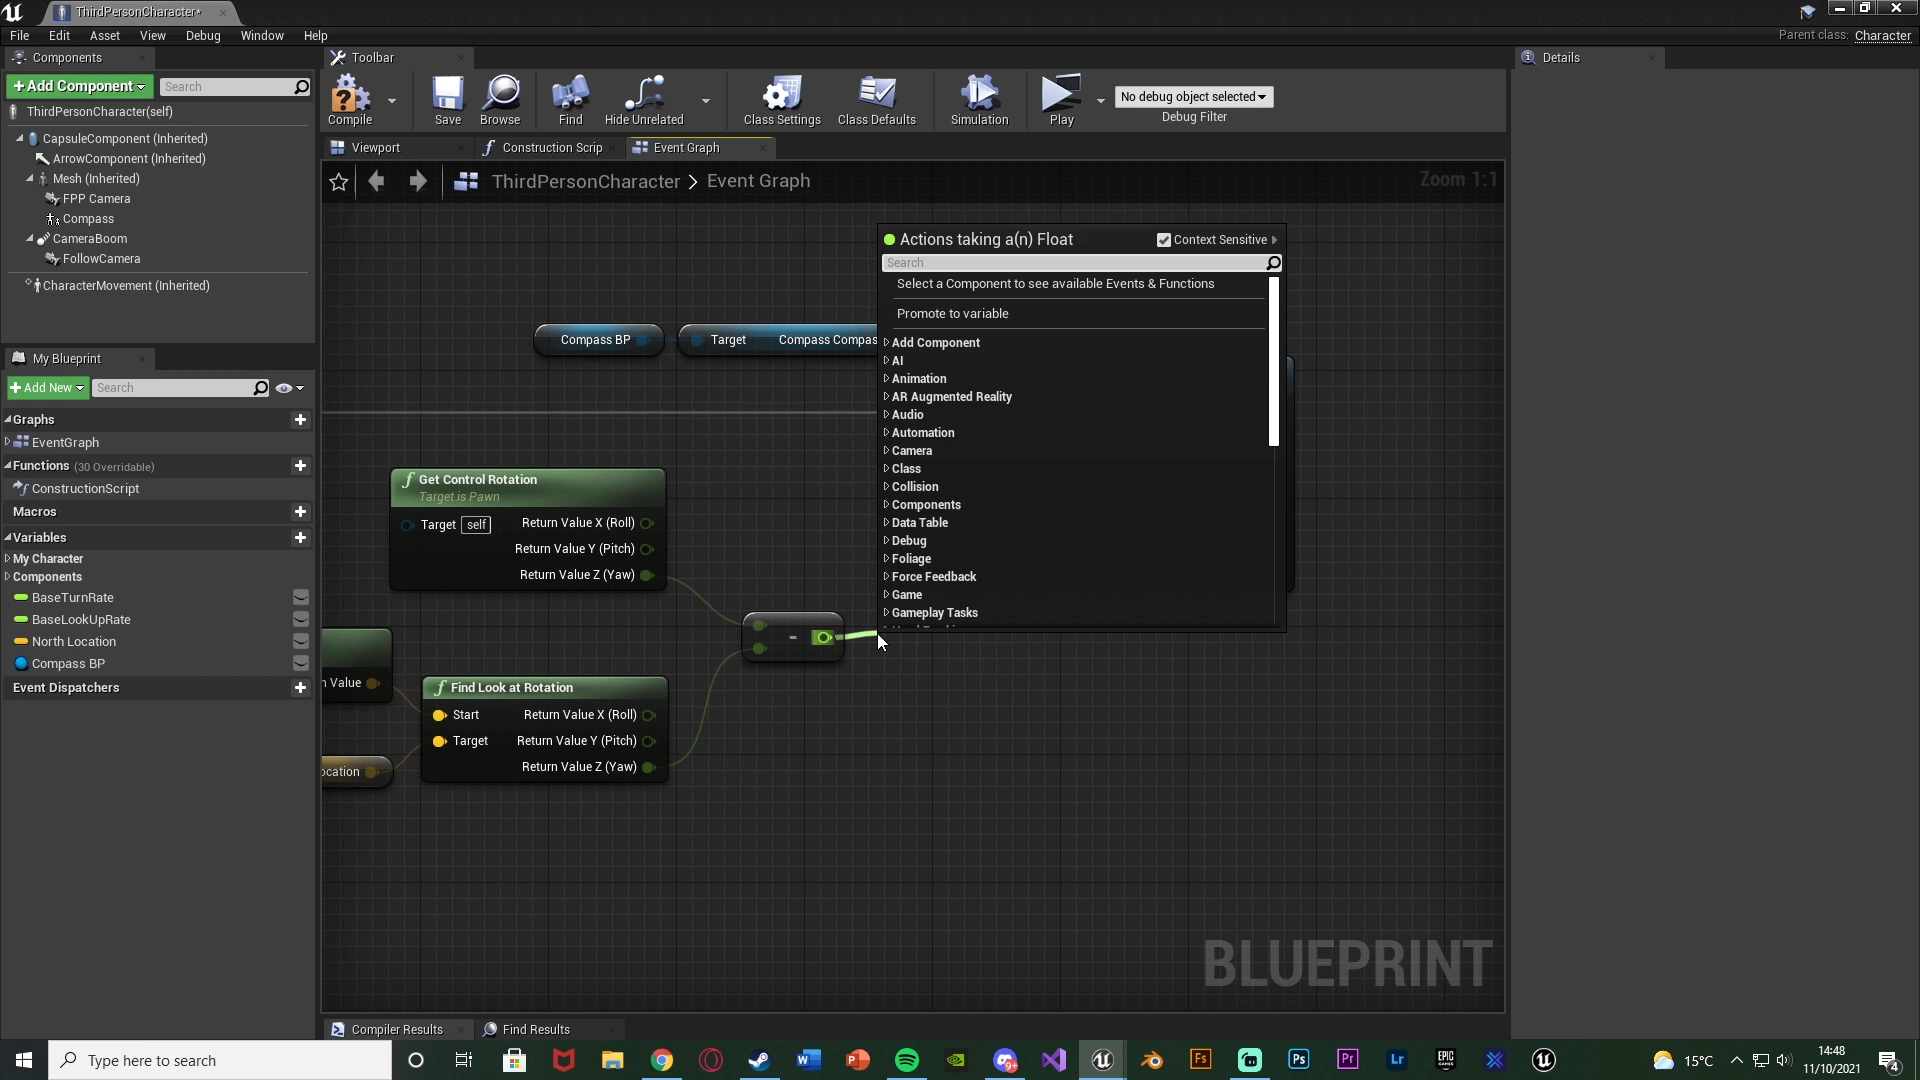 ThirdPersonCharacter*
File Edit Asset View Debug Window Help
Parent class: Character
Components
Toolbar
Details
+Add Component
Search
ThirdPersonCharacter(self)
CapsuleComponent (Inherited)
ArrowComponent (Inherited)
Mesh (Inherited)
FPP Camera
Compass
CameraBoom
FollowCamera
CharacterMovement (Inherited)
Compile
Save
Browse
Find
Hide Unrelated
Class Settings
Class Defaults
Simulation
Play
No debug object selected
Debug Filter
Viewport
Construction Scrip
Event Graph
ThirdPersonCharacter > Event Graph
Zoom 1:1
My Blueprint
+Add New
Search
Graphs
EventGraph
Functions (30 Overridable)
ConstructionScript
Macros
Variables
My Character
Components
BaseTurnRate
BaseLookUpRate
North Location
Compass BP
Event Dispatchers
Compass BP
Target Compass Compas
Get Control Rotation
Target is Pawn
Target self Return Value X (Roll)
Return Value Y (Pitch)
Return Value Z (Yaw)
n Value
ocation
Find Look at Rotation
Start Return Value X (Roll)
Target Return Value Y (Pitch)
Return Value Z (Yaw)
-
Actions taking a(n) Float
Context Sensitive
Search
Select a Component to see available Events & Functions
Promote to variable
Add Component
AI
Animation
AR Augmented Reality
Audio
Automation
Camera
Class
Collision
Components
Data Table
Debug
Foliage
Force Feedback
Game
Gameplay Tasks
BLUEPRINT
Compiler Results
Find Results
Type here to search
15°C
14:48
11/10/2021
4